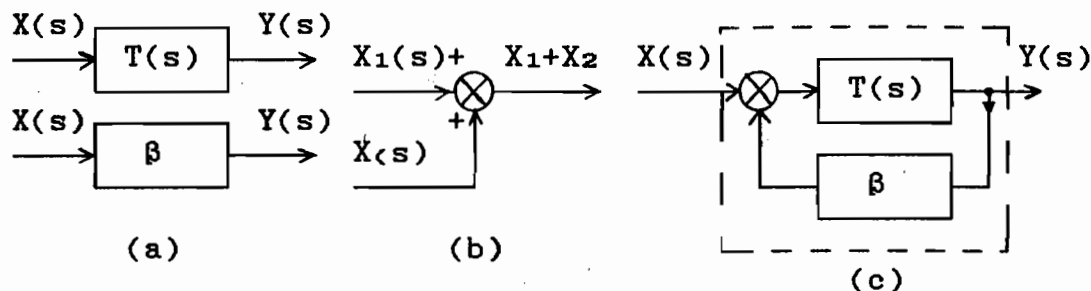 X(s) T(s) Y(s)
X(s) β Y(s)
(a)
X₁(s)+ X₁+X₂
+
X(s)
(b)
X(s) T(s) Y(s)
β
(c)